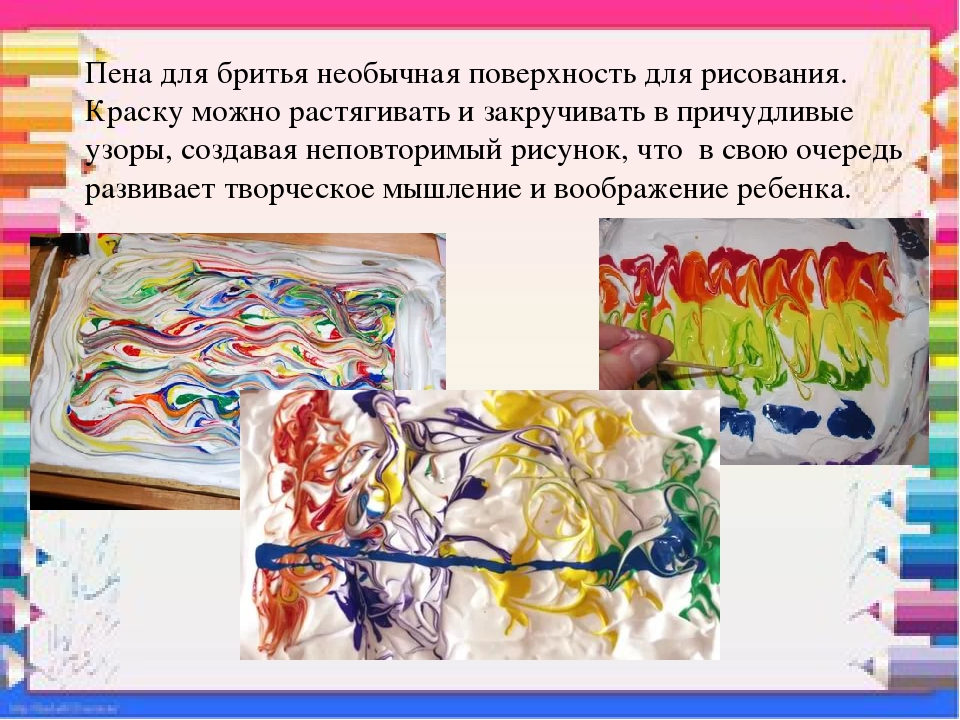 Пена для бритья необычная поверхность для рисования.
Краску можно растягивать и закручивать в причудливые
узоры, создавая неповторимый рисунок, что  в свою очередь
развивает творческое мышление и воображение ребенка.